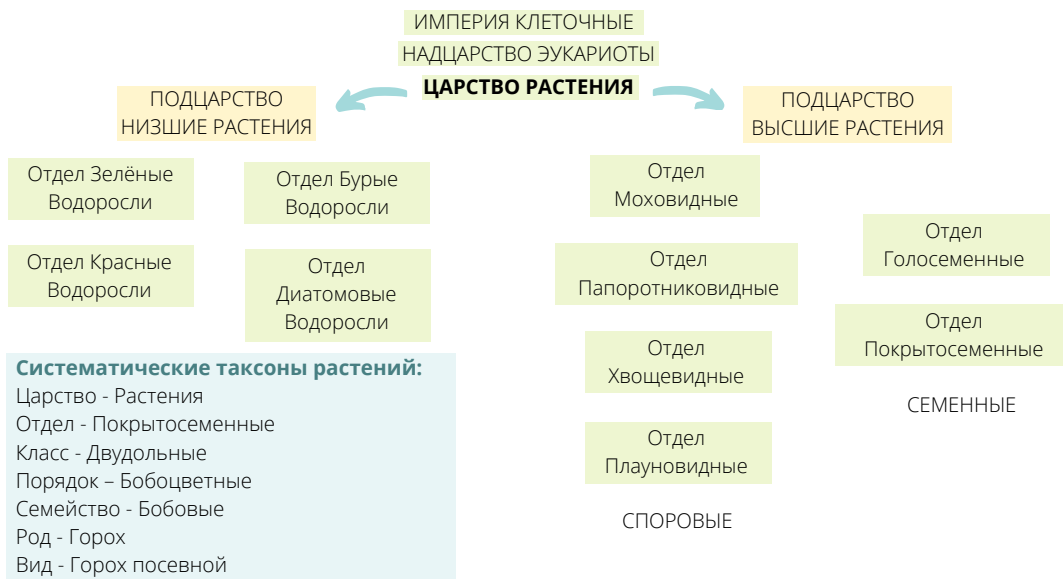 ИМПЕРИЯ КЛЕТОЧНЫЕ
НАДЦАРСТВО ЭУКАРИОТЫ
ЦАРСТВО РАСТЕНИЯ
ПОДЦАРСТВО
НИЗШИЕ РАСТЕНИЯ
Отдел Зелёные
Водоросли
Отдел Бурые
Водоросли
Отдел Красные
Водоросли
Отдел
Диатомовые
Водоросли
ПОДЦАРСТВО
ВЫСШИЕ РАСТЕНИЯ
Отдел
Моховидные
Отдел
Папоротниковидные
Отдел
Хвощевидные
Отдел
Плауновидные
СПОРОВЫЕ
Отдел
Голосеменные
Отдел
Покрытосеменные
СЕМЕННЫЕ
Систематические таксоны растений:
Царство - Растения
Отдел - Покрытосеменные
Класс - Двудольные
Порядок – Бобоцветные
Семейство - Бобовые
Род - Горох
Вид - Горох посевной